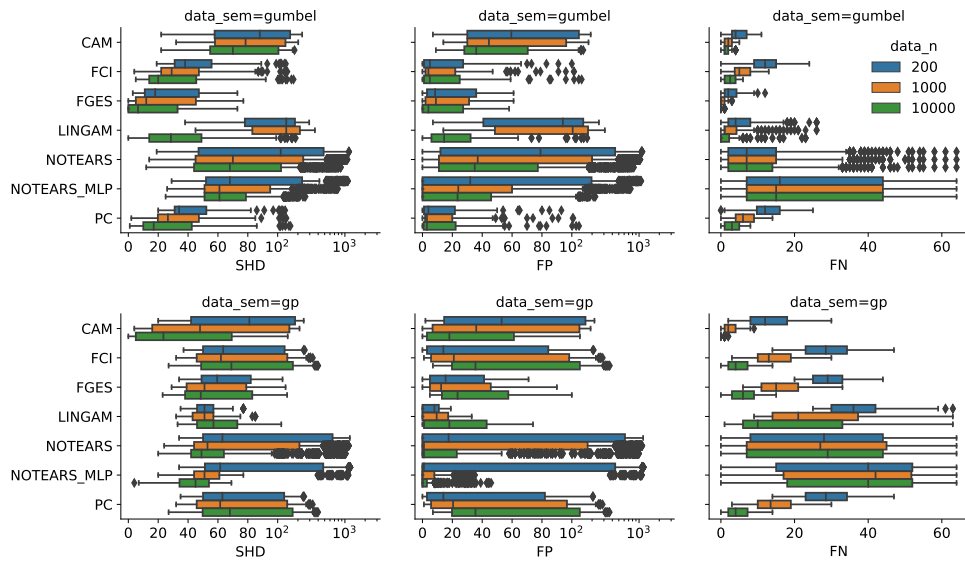 data_sem=gumbel data_sem=gumbel data_sem=gumbel
CAM
FCI
FGES
LINGAM
NOTEARS
NOTEARS_MLP
PC
data_n
200
1000
10000
0 20 40 60 80 10² 10³
SHD
0 20 40 60 80 10² 10³
FP
0 20 40 60
FN
data_sem=gp data_sem=gp data_sem=gp
CAM
FCI
FGES
LINGAM
NOTEARS
NOTEARS_MLP
PC
0 20 40 60 80 10² 10³
SHD
0 20 40 60 80 10² 10³
FP
0 20 40 60
FN